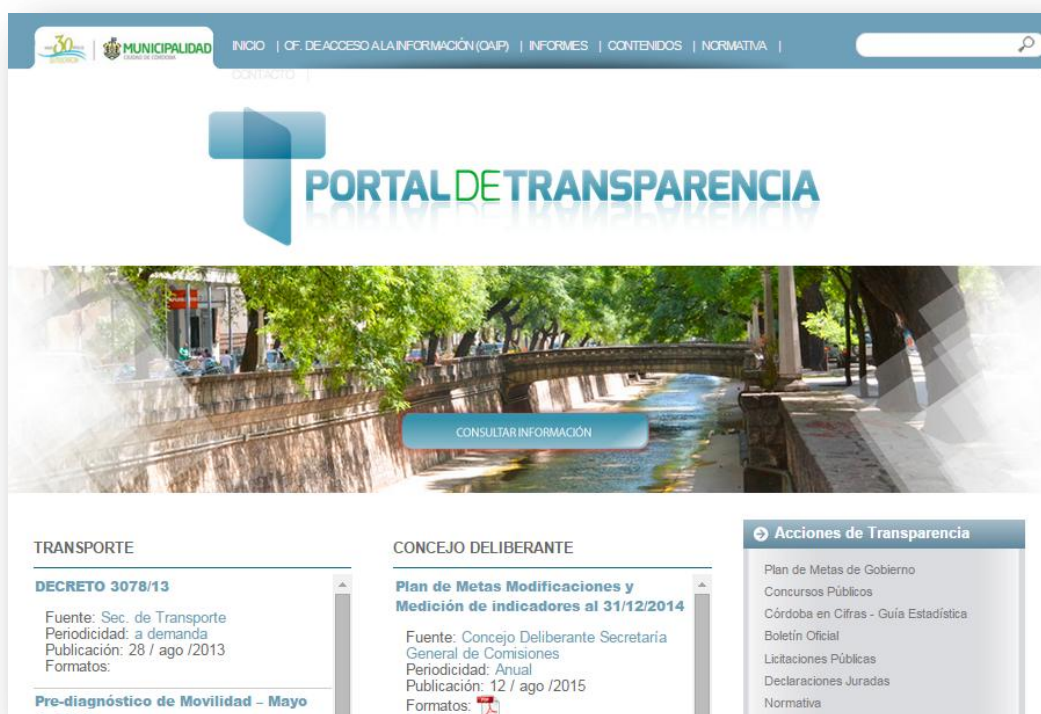 30
MUNICIPALIDAD
CIUDAD DE CÓRDOBA
INICIO | OF. DE ACCESO A LA INFORMACIÓN (OAIP) | INFORMES | CONTENIDOS | NORMATIVA |
CONTACTO |
PORTAL DE TRANSPARENCIA
CONSULTAR INFORMACIÓN
TRANSPORTE
DECRETO 3078/13
Fuente: Sec. de Transporte
Periodicidad: a demanda
Publicación: 28 / ago /2013
Formatos:
Pre-diagnóstico de Movilidad – Mayo
CONCEJO DELIBERANTE
Plan de Metas Modificaciones y
Medición de indicadores al 31/12/2014
Fuente: Concejo Deliberante Secretaría
General de Comisiones
Periodicidad: Anual
Publicación: 12 / ago /2015
Formatos:
Acciones de Transparencia
Plan de Metas de Gobierno
Concursos Públicos
Córdoba en Cifras - Guía Estadística
Boletín Oficial
Licitaciones Públicas
Declaraciones Juradas
Normativa